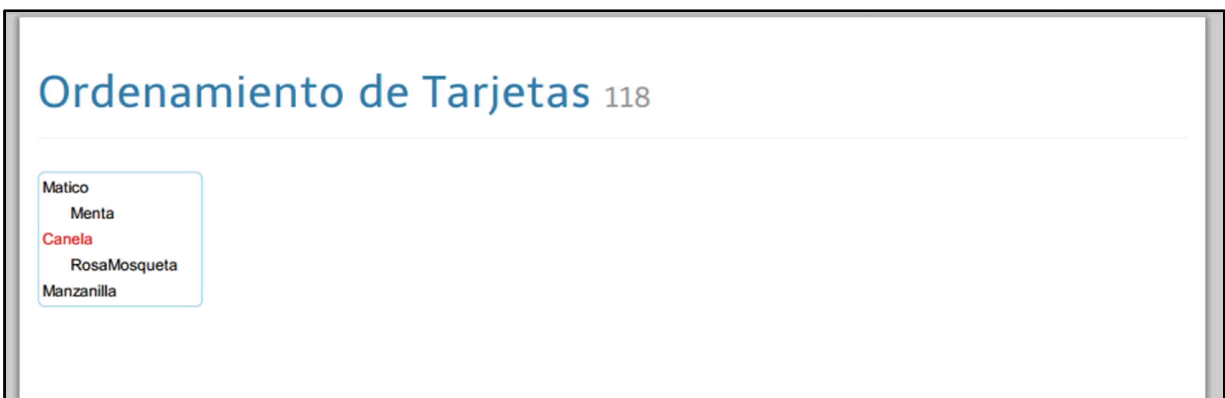 Ordenamiento de Tarjetas 118
Matico
Menta
Canela
RosaMosqueta
Manzanilla